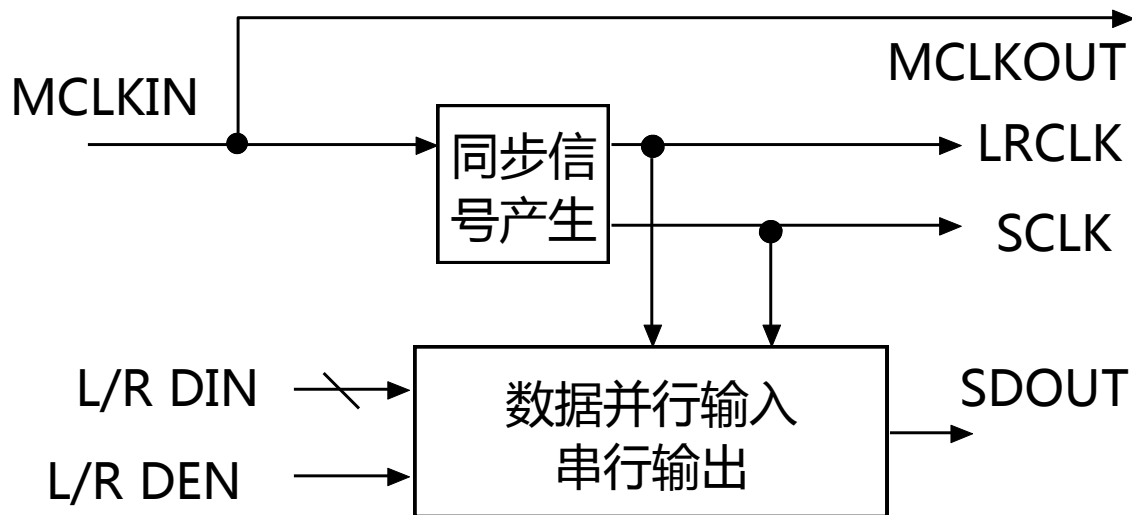 MCLKOUT
MCLKIN
同步信
号产生
LRCLK
SCLK
L/R DIN
L/R DEN
数据并行输入
串行输出
SDOUT